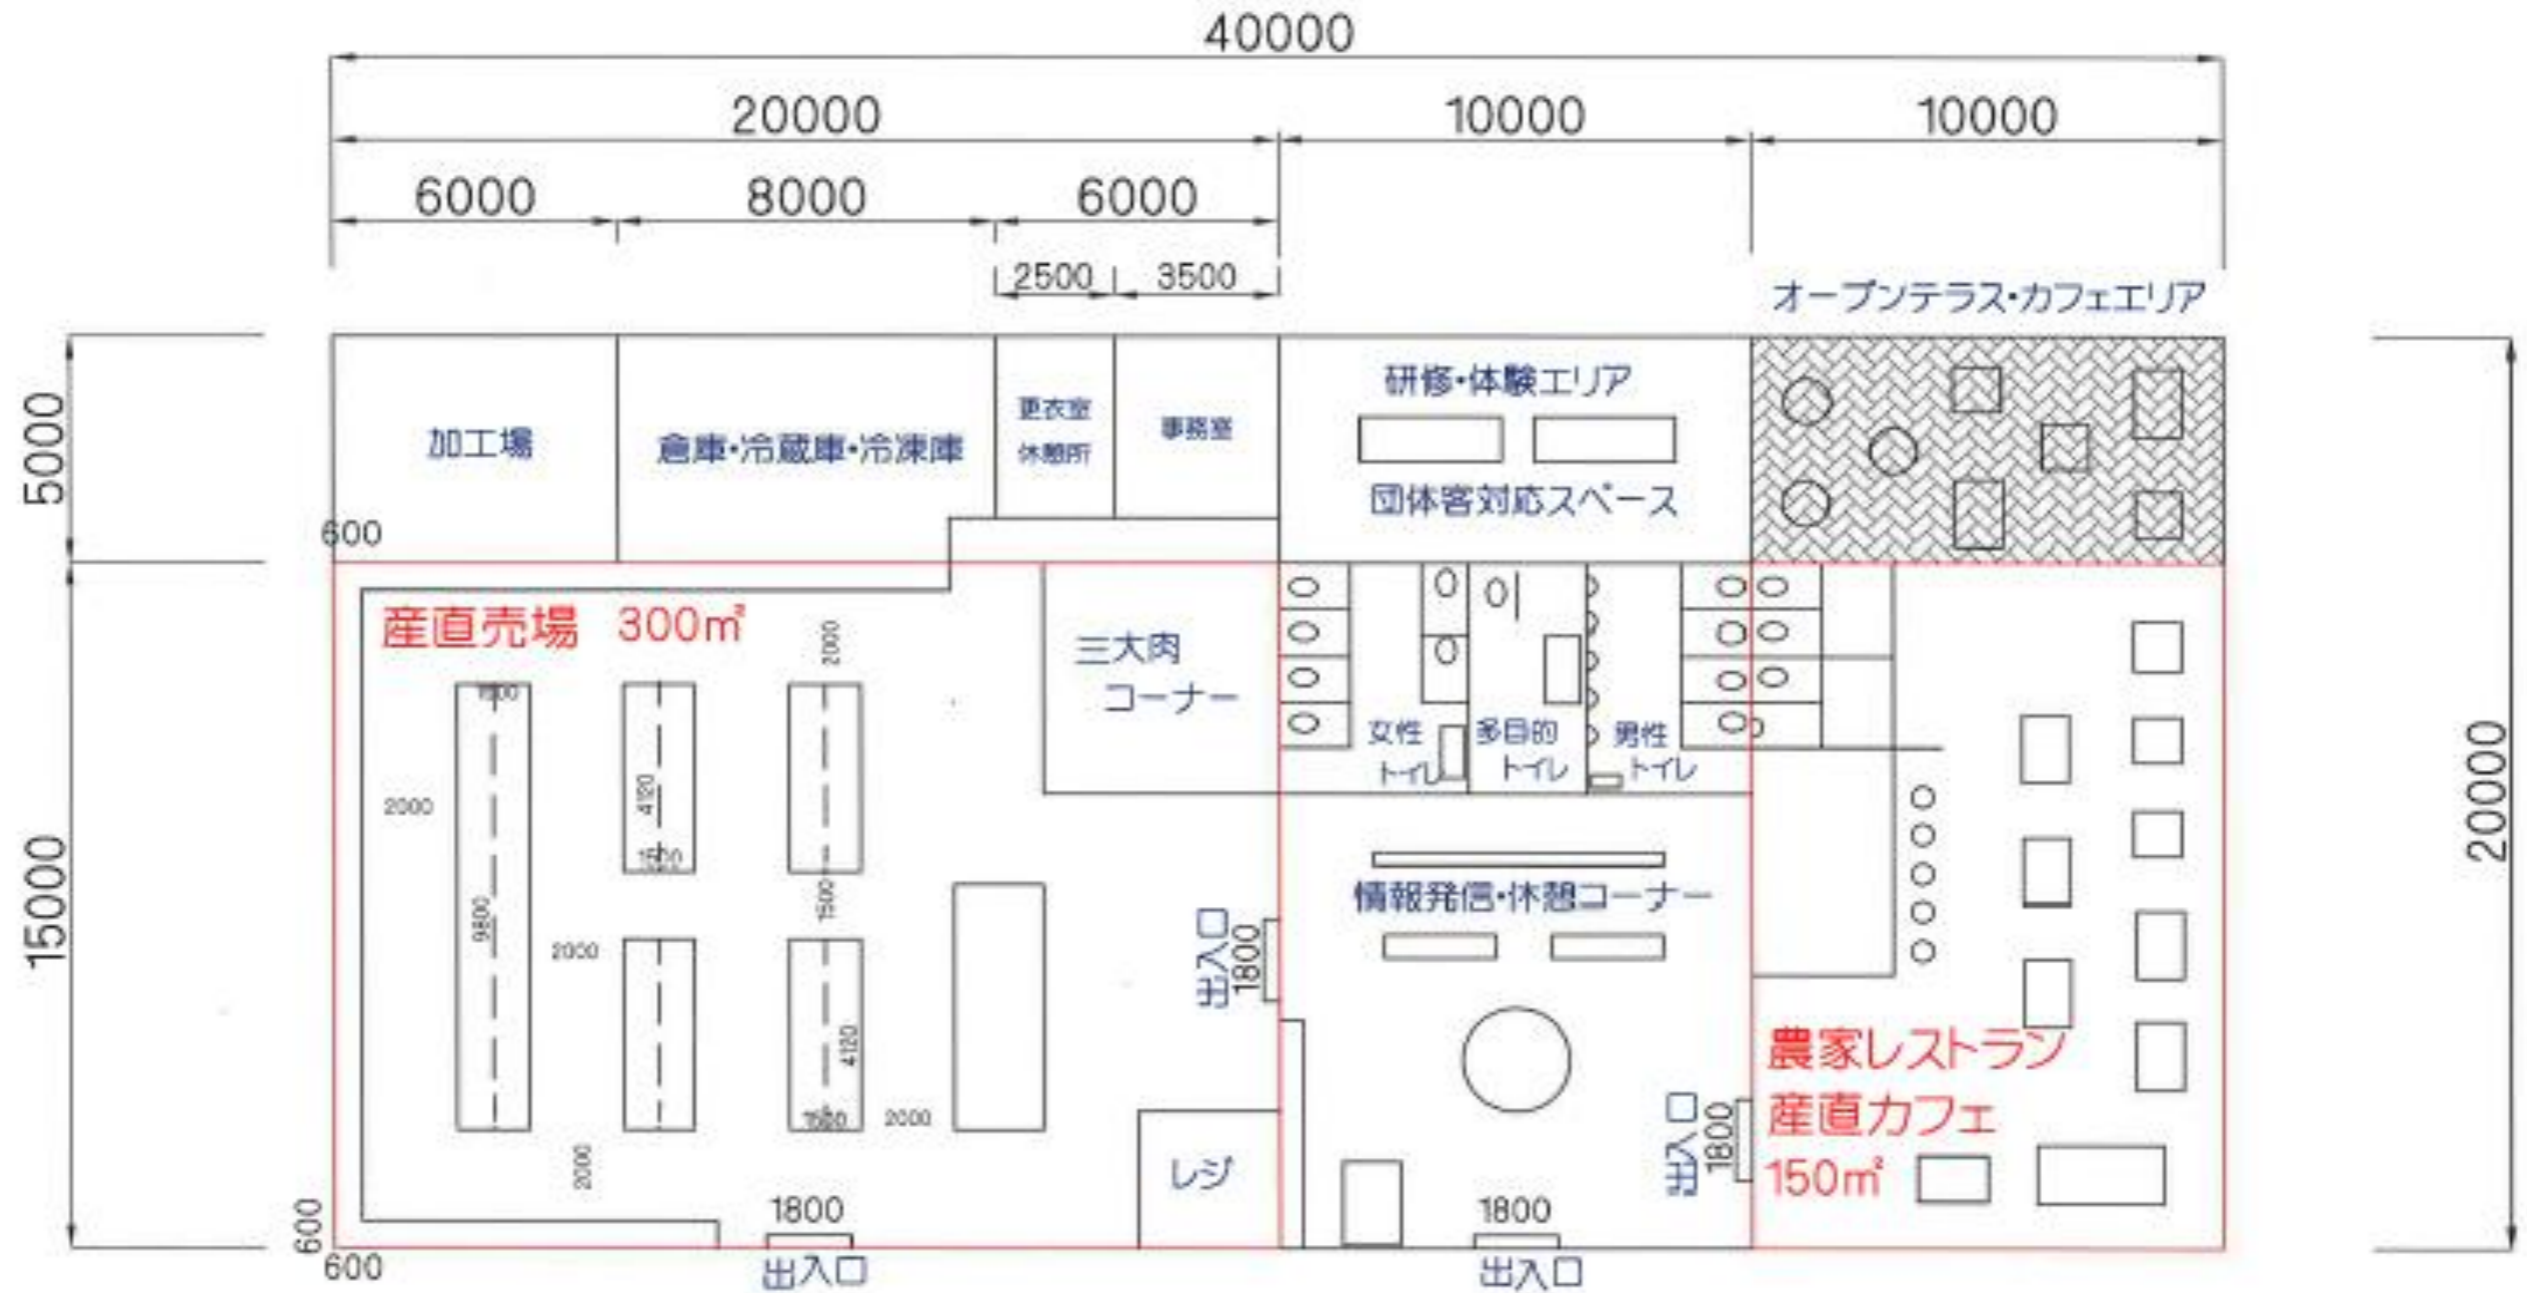 40000
20000
10000
10000
6000
8000
6000
2500
3500
オープンテラス・カフェエリア
5000
加工場
倉庫・冷蔵庫・冷凍庫
更衣室
休憩所
事務室
研修・体験エリア
団体客対応スペース
600
産直売場 300㎡
2000
三大肉
コーナー
女性
トイレ
多目的
トイレ
男性
トイレ
1500
4120
1500
2000
9800
1500
2000
4120
1500
2000
2000
15000
20000
情報発信・休憩コーナー
出入口
1800
出入口
1800
農家レストラン
産直カフェ
150㎡
レジ
600
600
1800
出入口
1800
出入口